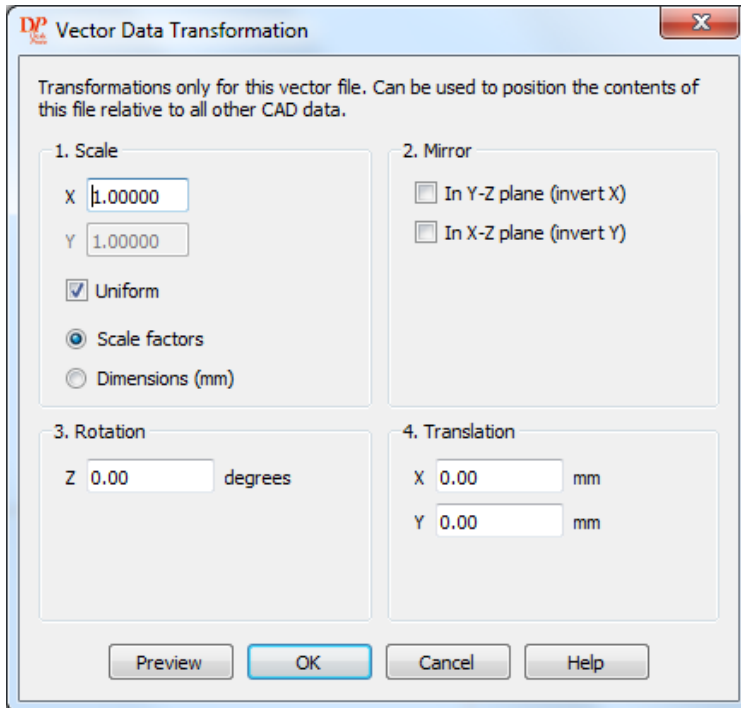 DP Vector Data Transformation
Transformations only for this vector file. Can be used to position the contents of
this file relative to all other CAD data.
1. Scale
X 1.00000
Y 1.00000
Uniform
Scale factors
Dimensions (mm)
2. Mirror
In Y-Z plane (invert X)
In X-Z plane (invert Y)
3. Rotation
Z 0.00 degrees
4. Translation
X 0.00 mm
Y 0.00 mm
Preview OK Cancel Help